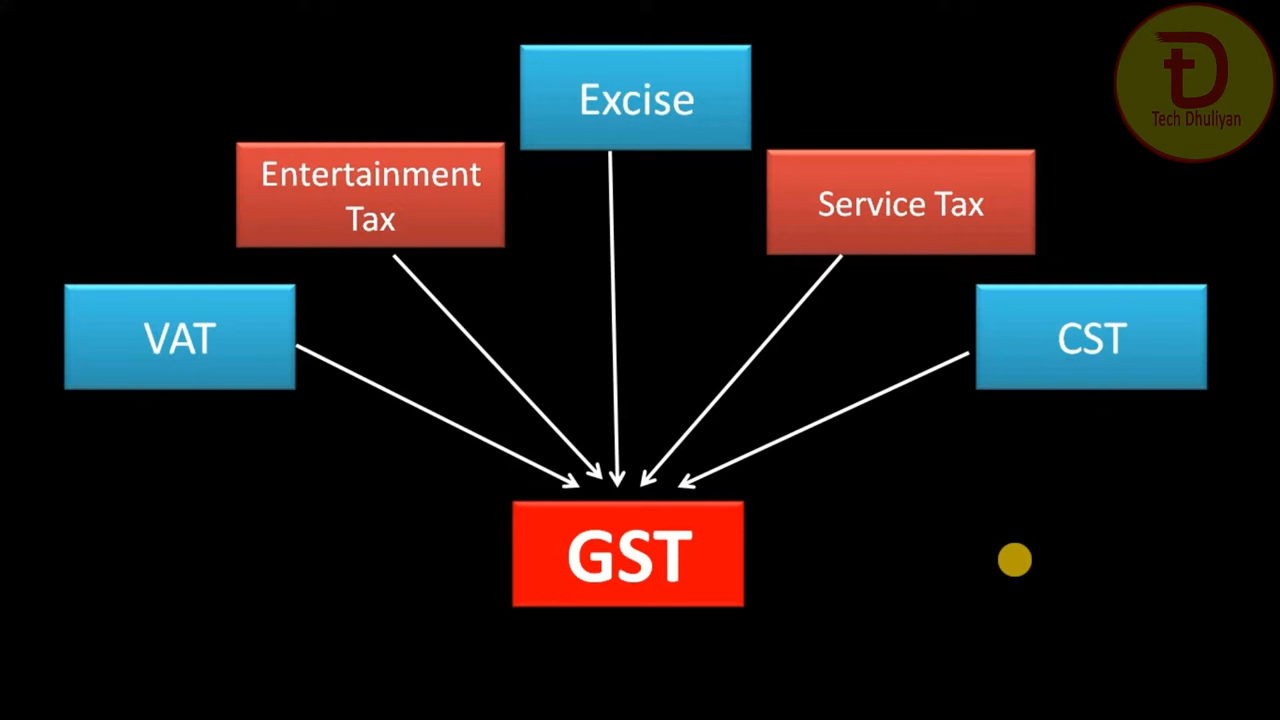 Excise
Tech Dhuliyan
Entertainment
Tax
Service Tax
VAT
CST
GST